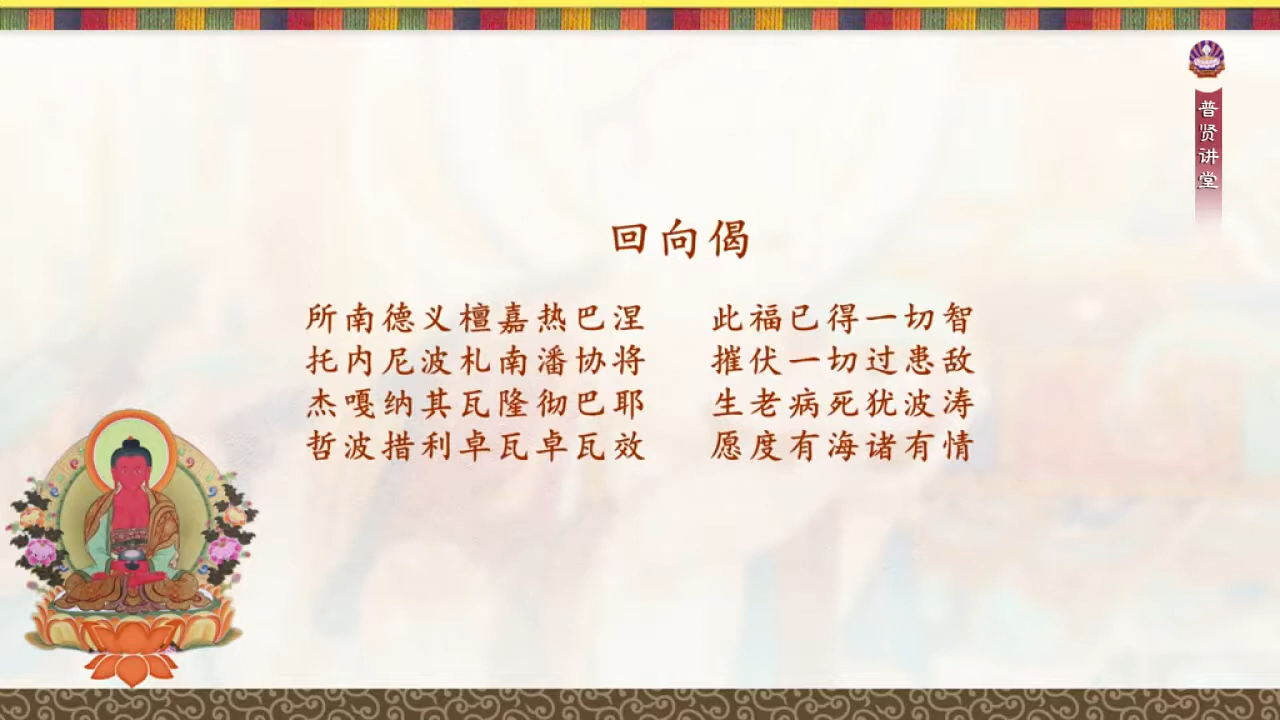 普贤讲堂
回向偈
所南德义檀嘉热巴涅 此福已得一切智
托内尼波札南潘协将 摧伏一切过患敌
杰嘎纳其瓦隆彻巴耶 生老病死犹波涛
哲波措利卓瓦卓瓦效 愿度有海诸有情